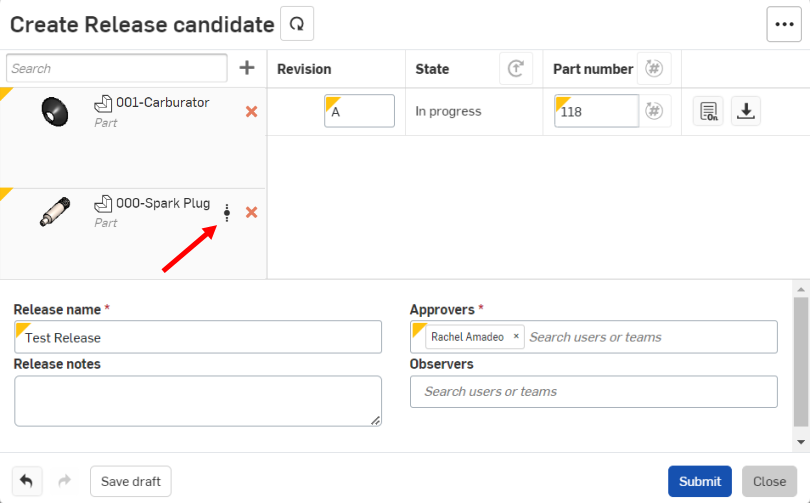 Create Release candidate
Search
Revision
State
Part number
001-Carburator
Part
A
In progress
118
000-Spark Plug
Part
Release name *
Test Release
Approvers *
Rachel Amadeo × Search users or teams
Release notes
Observers
Search users or teams
Save draft
Submit
Close